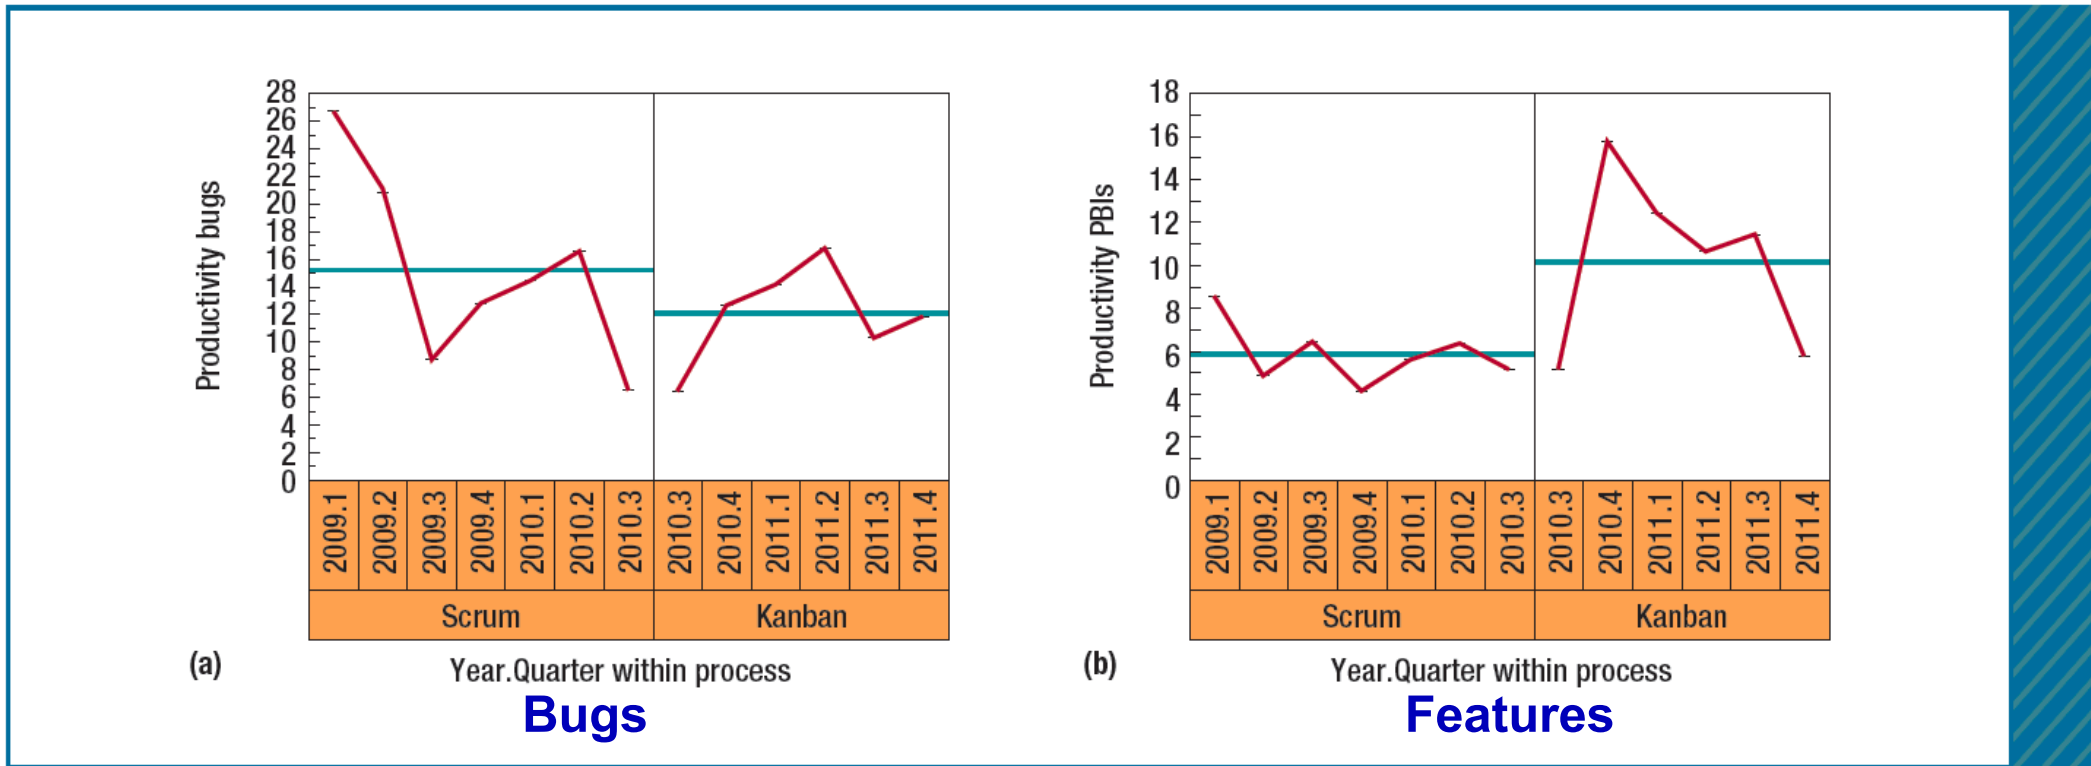 Productivity bugs
28
26
24
22
20
18
16
14
12
10
8
6
4
2
0
2009.1 2009.2 2009.3 2009.4 2010.1 2010.2 2010.3 2010.3 2010.4 2011.1 2011.2 2011.3 2011.4
Scrum Kanban
(a) Year.Quarter within process
Bugs
Productivity PBIs
18
16
14
12
10
8
6
4
2
0
2009.1 2009.2 2009.3 2009.4 2010.1 2010.2 2010.3 2010.3 2010.4 2011.1 2011.2 2011.3 2011.4
Scrum Kanban
(b) Year.Quarter within process
Features